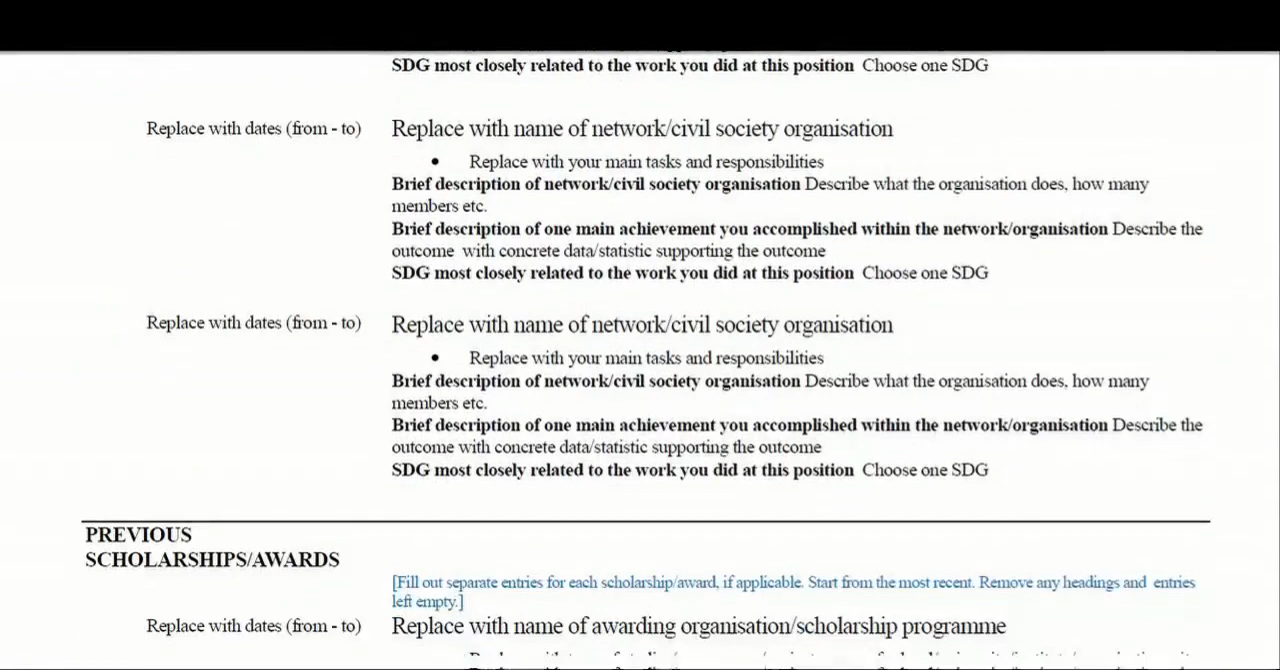 SDG most closely related to the work you did at this position Choose one SDG
Replace with dates (from - to)
Replace with name of network/civil society organisation
• Replace with your main tasks and responsibilities
Brief description of network/civil society organisation Describe what the organisation does, how many
members etc.
Brief description of one main achievement you accomplished within the network/organisation Describe the
outcome with concrete data/statistic supporting the outcome
SDG most closely related to the work you did at this position Choose one SDG
Replace with dates (from - to)
Replace with name of network/civil society organisation
• Replace with your main tasks and responsibilities
Brief description of network/civil society organisation Describe what the organisation does, how many
members etc.
Brief description of one main achievement you accomplished within the network/organisation Describe the
outcome with concrete data/statistic supporting the outcome
SDG most closely related to the work you did at this position Choose one SDG
PREVIOUS
SCHOLARSHIPS/AWARDS
[Fill out separate entries for each scholarship/award, if applicable. Start from the most recent. Remove any headings and entries
left empty.]
Replace with dates (from - to)
Replace with name of awarding organisation/scholarship programme